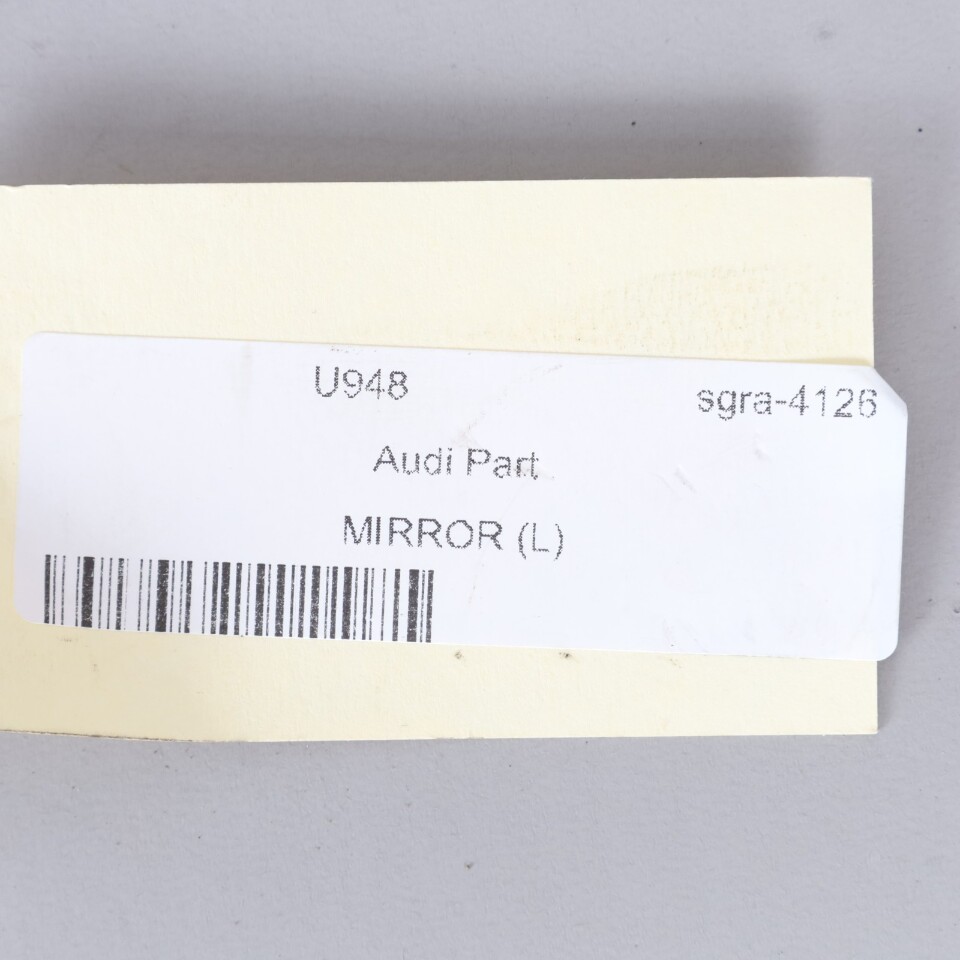 U948 sgra-4126
Audi Part
MIRROR (L)